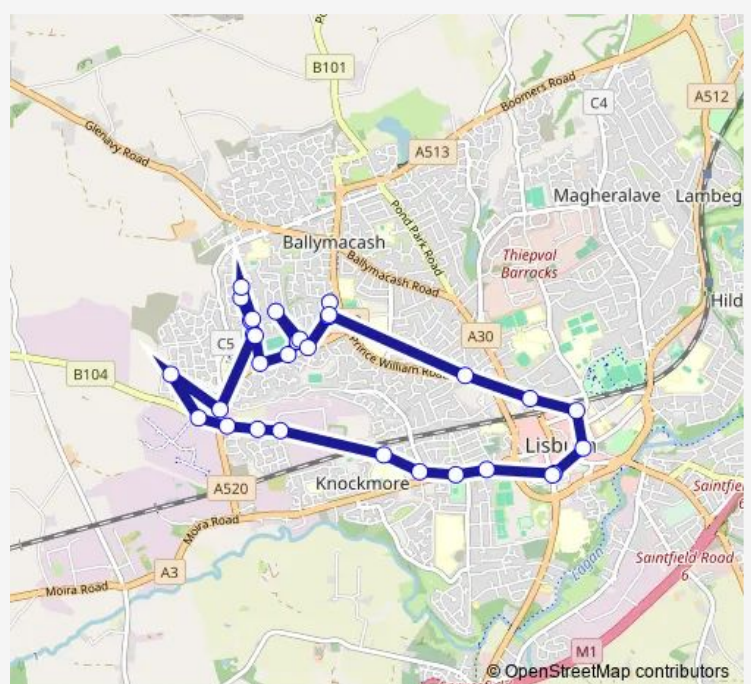 B101
C4
A512
Boomers Road
Glenavy Road
A513
Magheralave
Lambeg
Pond Park Road
Ballymacash
Thiepval
Barracks
Ballymacash Road
Hild
C5
A30
Prince William Road
B104
Lisburn
Knockmore
A520
Saintfie
Moira Road
Lagan
Saintfield Road
6
A3
Moira Road
M1
© OpenStreetMap contributors